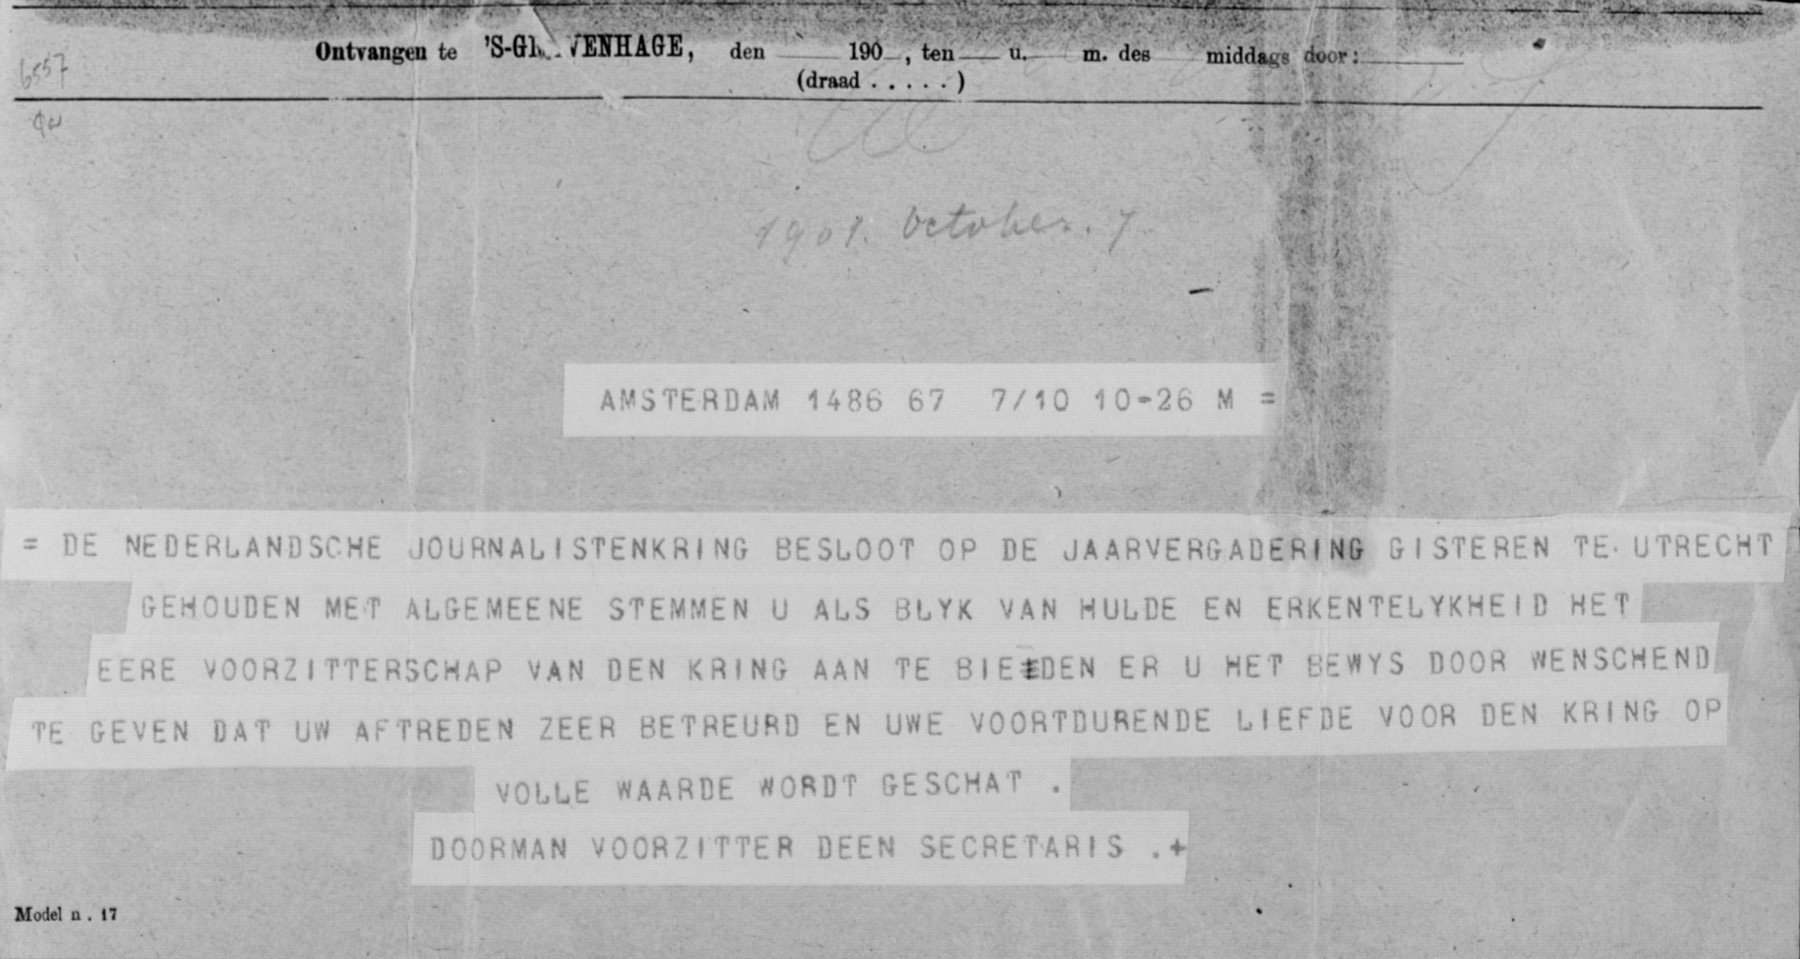 Ontvangen te 'S-GR VENHAGE, den 190 , ten u. m. des middags door:
(draad . . . . . )
6557
1901. October. 7
AMSTERDAM 1486 67 7/10 10-26 M =
= DE NEDERLANDSCHE JOURNALISTENKRING BESLOOT OP DE JAARVERGADERING GISTEREN TE UTRECHT
GEHOUDEN MET ALGEMEENE STEMMEN U ALS BLYK VAN HULDE EN ERKENTELYKHEID HET
EERE VOORZITTERSCHAP VAN DEN KRING AAN TE BIEDEN ER U HET BEWYS DOOR WENSCHEND
TE GEVEN DAT UW AFTREDEN ZEER BETREURD EN UWE VOORTDURENDE LIEFDE VOOR DEN KRING OP
VOLLE WAARDE WORDT GESCHAT .
DOORMAN VOORZITTER DEEN SECRETARIS .+
Model n . 17